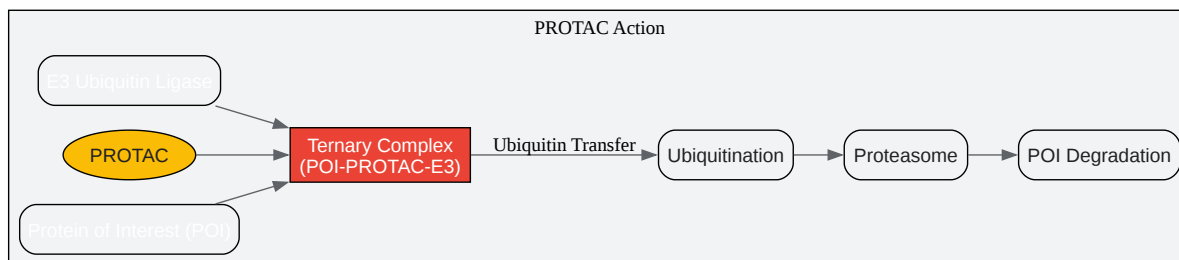 PROTAC Action
E3 Ubiquitin Ligase
PROTAC
Protein of Interest (POI)
Ternary Complex
(POI-PROTAC-E3)
Ubiquitin Transfer
Ubiquitination
Proteasome
POI Degradation